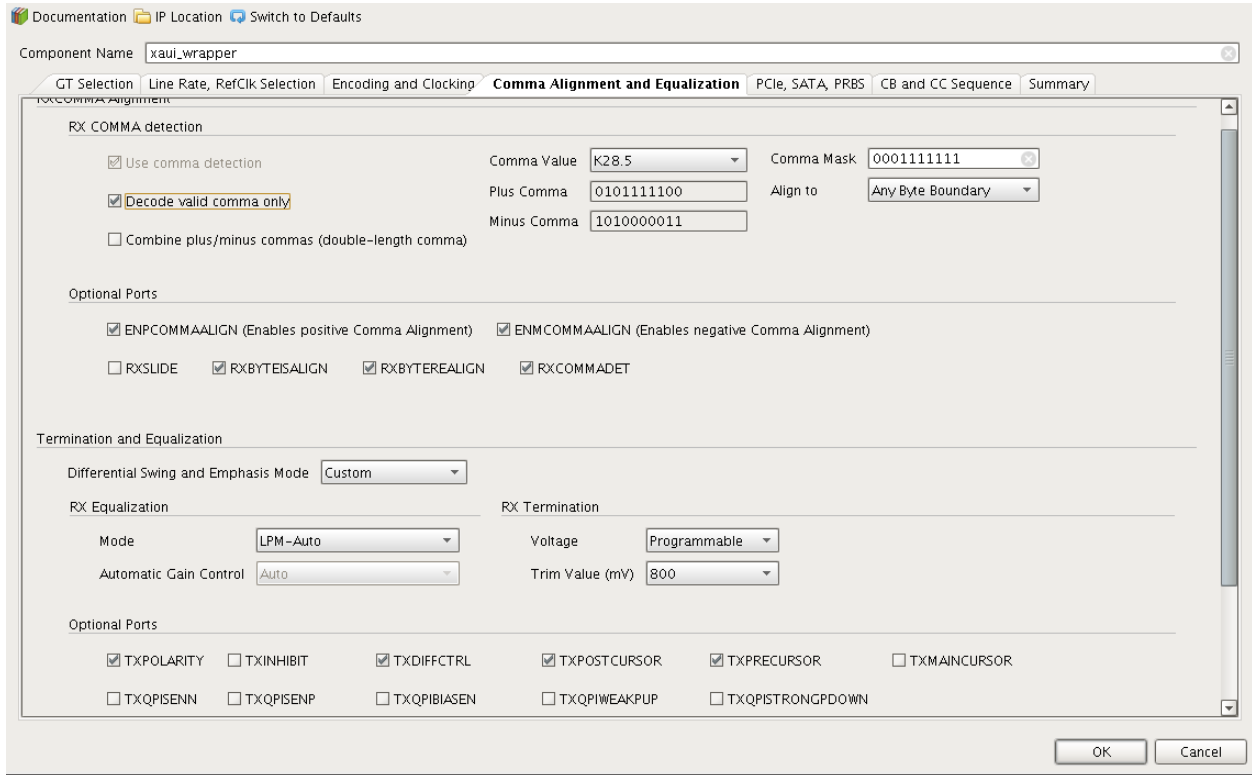 Documentation IP Location Switch to Defaults
Component Name xaui_wrapper
GT Selection Line Rate, RefClk Selection Encoding and Clocking Comma Alignment and Equalization PCIe, SATA, PRBS CB and CC Sequence Summary
RXCOMMA Alignment
RX COMMA detection
Use comma detection Comma Value K28.5 Comma Mask 0001111111
Decode valid comma only Plus Comma 0101111100 Align to Any Byte Boundary
Minus Comma 1010000011
Combine plus/minus commas (double-length comma)
Optional Ports
ENPCOMMAALIGN (Enables positive Comma Alignment) ENMCOMMAALIGN (Enables negative Comma Alignment)
RXSLIDE RXBYTEISALIGN RXBYTEREALIGN RXCOMMADET
Termination and Equalization
Differential Swing and Emphasis Mode Custom
RX Equalization RX Termination
Mode LPM-Auto Voltage Programmable
Automatic Gain Control Auto Trim Value (mV) 800
Optional Ports
TXPOLARITY TXINHIBIT TXDIFFCTRL TXPOSTCURSOR TXPRECURSOR TXMAINCURSOR
TXQPISENN TXQPISENP TXQPIBIASEN TXQPIWEAKPUP TXQPISTRONGPDOWN
OK Cancel